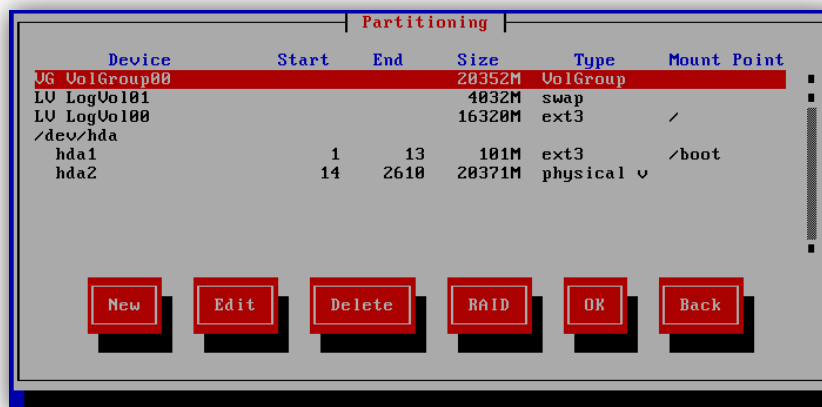 Partitioning
Device Start End Size Type Mount Point
VG VolGroup00 20352M VolGroup
LV LogVol01 4032M swap
LV LogVol00 16320M ext3 /
/dev/hda
hda1 1 13 101M ext3 /boot
hda2 14 2610 20371M physical v
New Edit Delete RAID OK Back